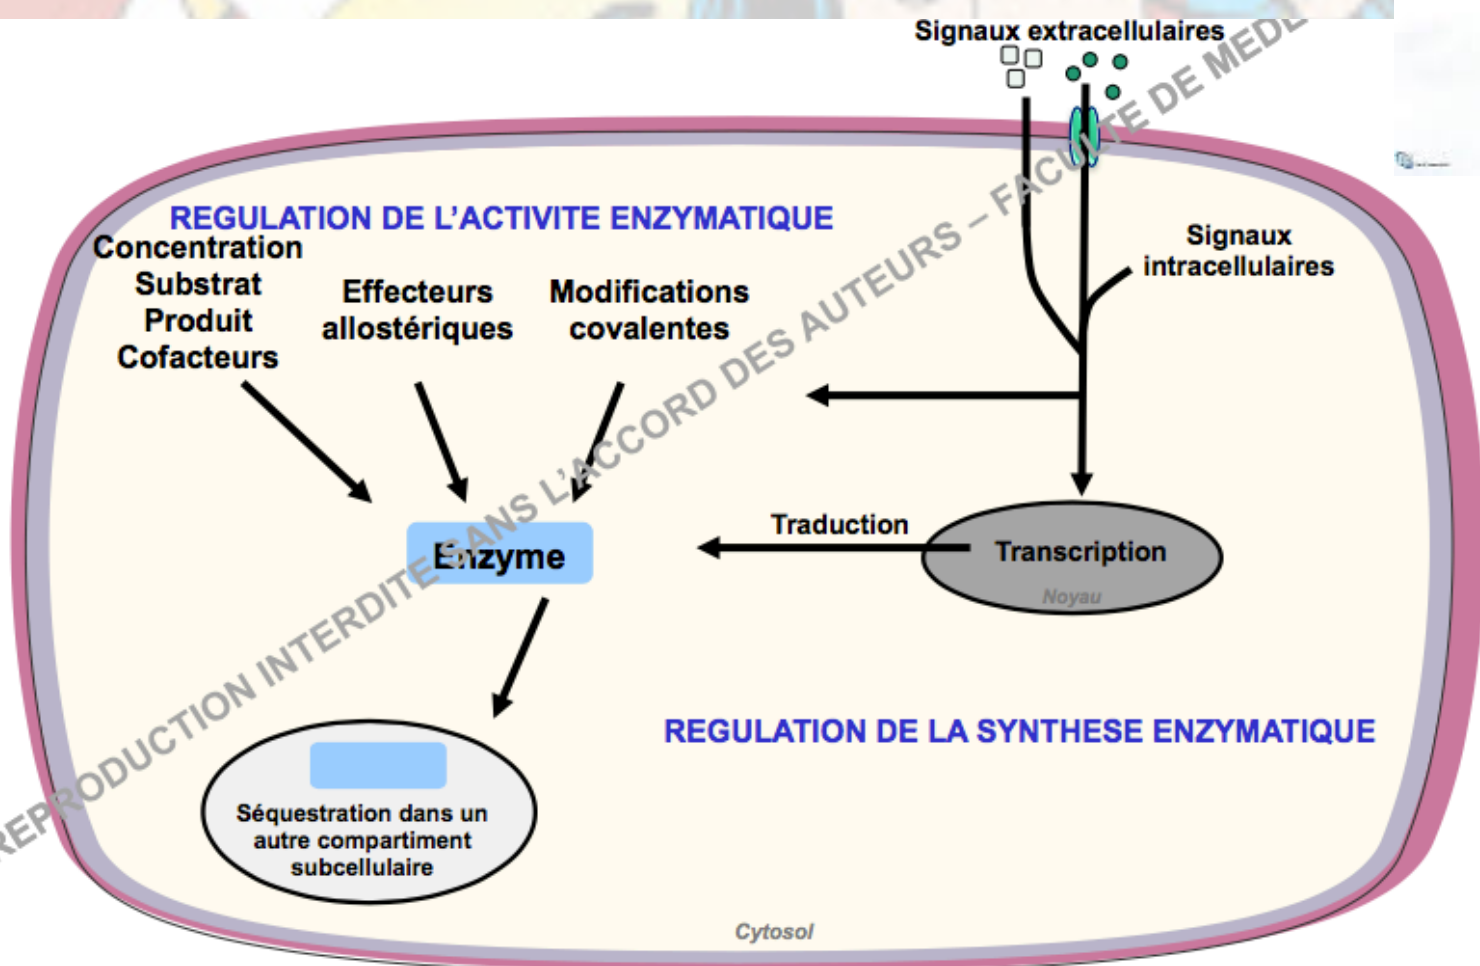 Signaux extracellulaires
REGULATION DE L'ACTIVITE ENZYMATIQUE
Concentration
Substrat
Produit
Cofacteurs
Effecteurs
allostériques
Modifications
covalentes
Signaux
intracellulaires
Enzyme
Traduction
Transcription
Noyau
REGULATION DE LA SYNTHESE ENZYMATIQUE
Séquestration dans un
autre compartiment
subcellulaire
Cytosol
REPRODUCTION INTERDITE SANS L'ACCORD DES AUTEURS – FACULTE DE MEDE